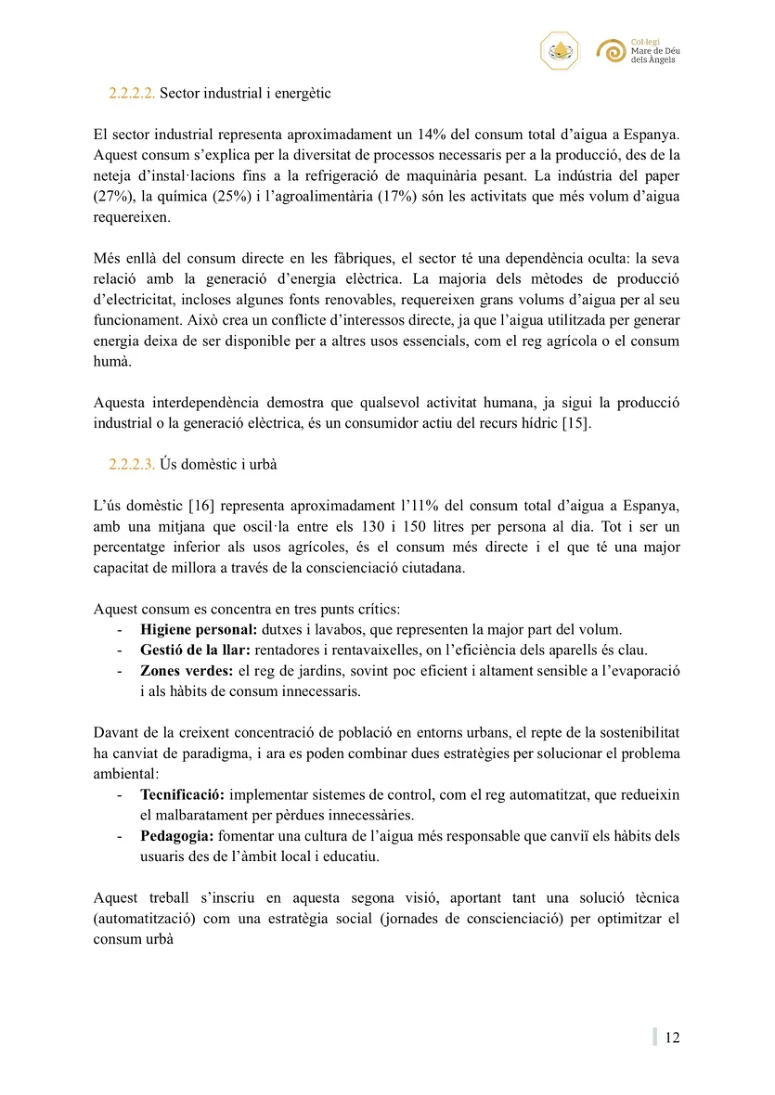 Col·legi
Mare de Déu
dels Àngels
2.2.2.2. Sector industrial i energètic
El sector industrial representa aproximadament un 14% del consum total d’aigua a Espanya.
Aquest consum s’explica per la diversitat de processos necessaris per a la producció, des de la
neteja d’instal·lacions fins a la refrigeració de maquinària pesant. La indústria del paper
(27%), la química (25%) i l’agroalimentària (17%) són les activitats que més volum d’aigua
requereixen.
Més enllà del consum directe en les fàbriques, el sector té una dependència oculta: la seva
relació amb la generació d’energia elèctrica. La majoria dels mètodes de producció
d’electricitat, incloses algunes fonts renovables, requereixen grans volums d’aigua per al seu
funcionament. Això crea un conflicte d’interessos directe, ja que l’aigua utilitzada per generar
energia deixa de ser disponible per a altres usos essencials, com el reg agrícola o el consum
humà.
Aquesta interdependència demostra que qualsevol activitat humana, ja sigui la producció
industrial o la generació elèctrica, és un consumidor actiu del recurs hídric [15].
2.2.2.3. Ús domèstic i urbà
L’ús domèstic [16] representa aproximadament l’11% del consum total d’aigua a Espanya,
amb una mitjana que oscil·la entre els 130 i 150 litres per persona al dia. Tot i ser un
percentatge inferior als usos agrícoles, és el consum més directe i el que té una major
capacitat de millora a través de la conscienciació ciutadana.
Aquest consum es concentra en tres punts crítics:
- Higiene personal: dutxes i lavabos, que representen la major part del volum.
- Gestió de la llar: rentadores i rentavaixelles, on l’eficiència dels aparells és clau.
- Zones verdes: el reg de jardins, sovint poc eficient i altament sensible a l’evaporació
i als hàbits de consum innecessaris.
Davant de la creixent concentració de població en entorns urbans, el repte de la sostenibilitat
ha canviat de paradigma, i ara es poden combinar dues estratègies per solucionar el problema
ambiental:
- Tecnificació: implementar sistemes de control, com el reg automatitzat, que redueixin
el malbaratament per pèrdues innecessàries.
- Pedagogia: fomentar una cultura de l’aigua més responsable que canviï els hàbits dels
usuaris des de l’àmbit local i educatiu.
Aquest treball s’inscriu en aquesta segona visió, aportant tant una solució tècnica
(automatització) com una estratègia social (jornades de conscienciació) per optimitzar el
consum urbà
12